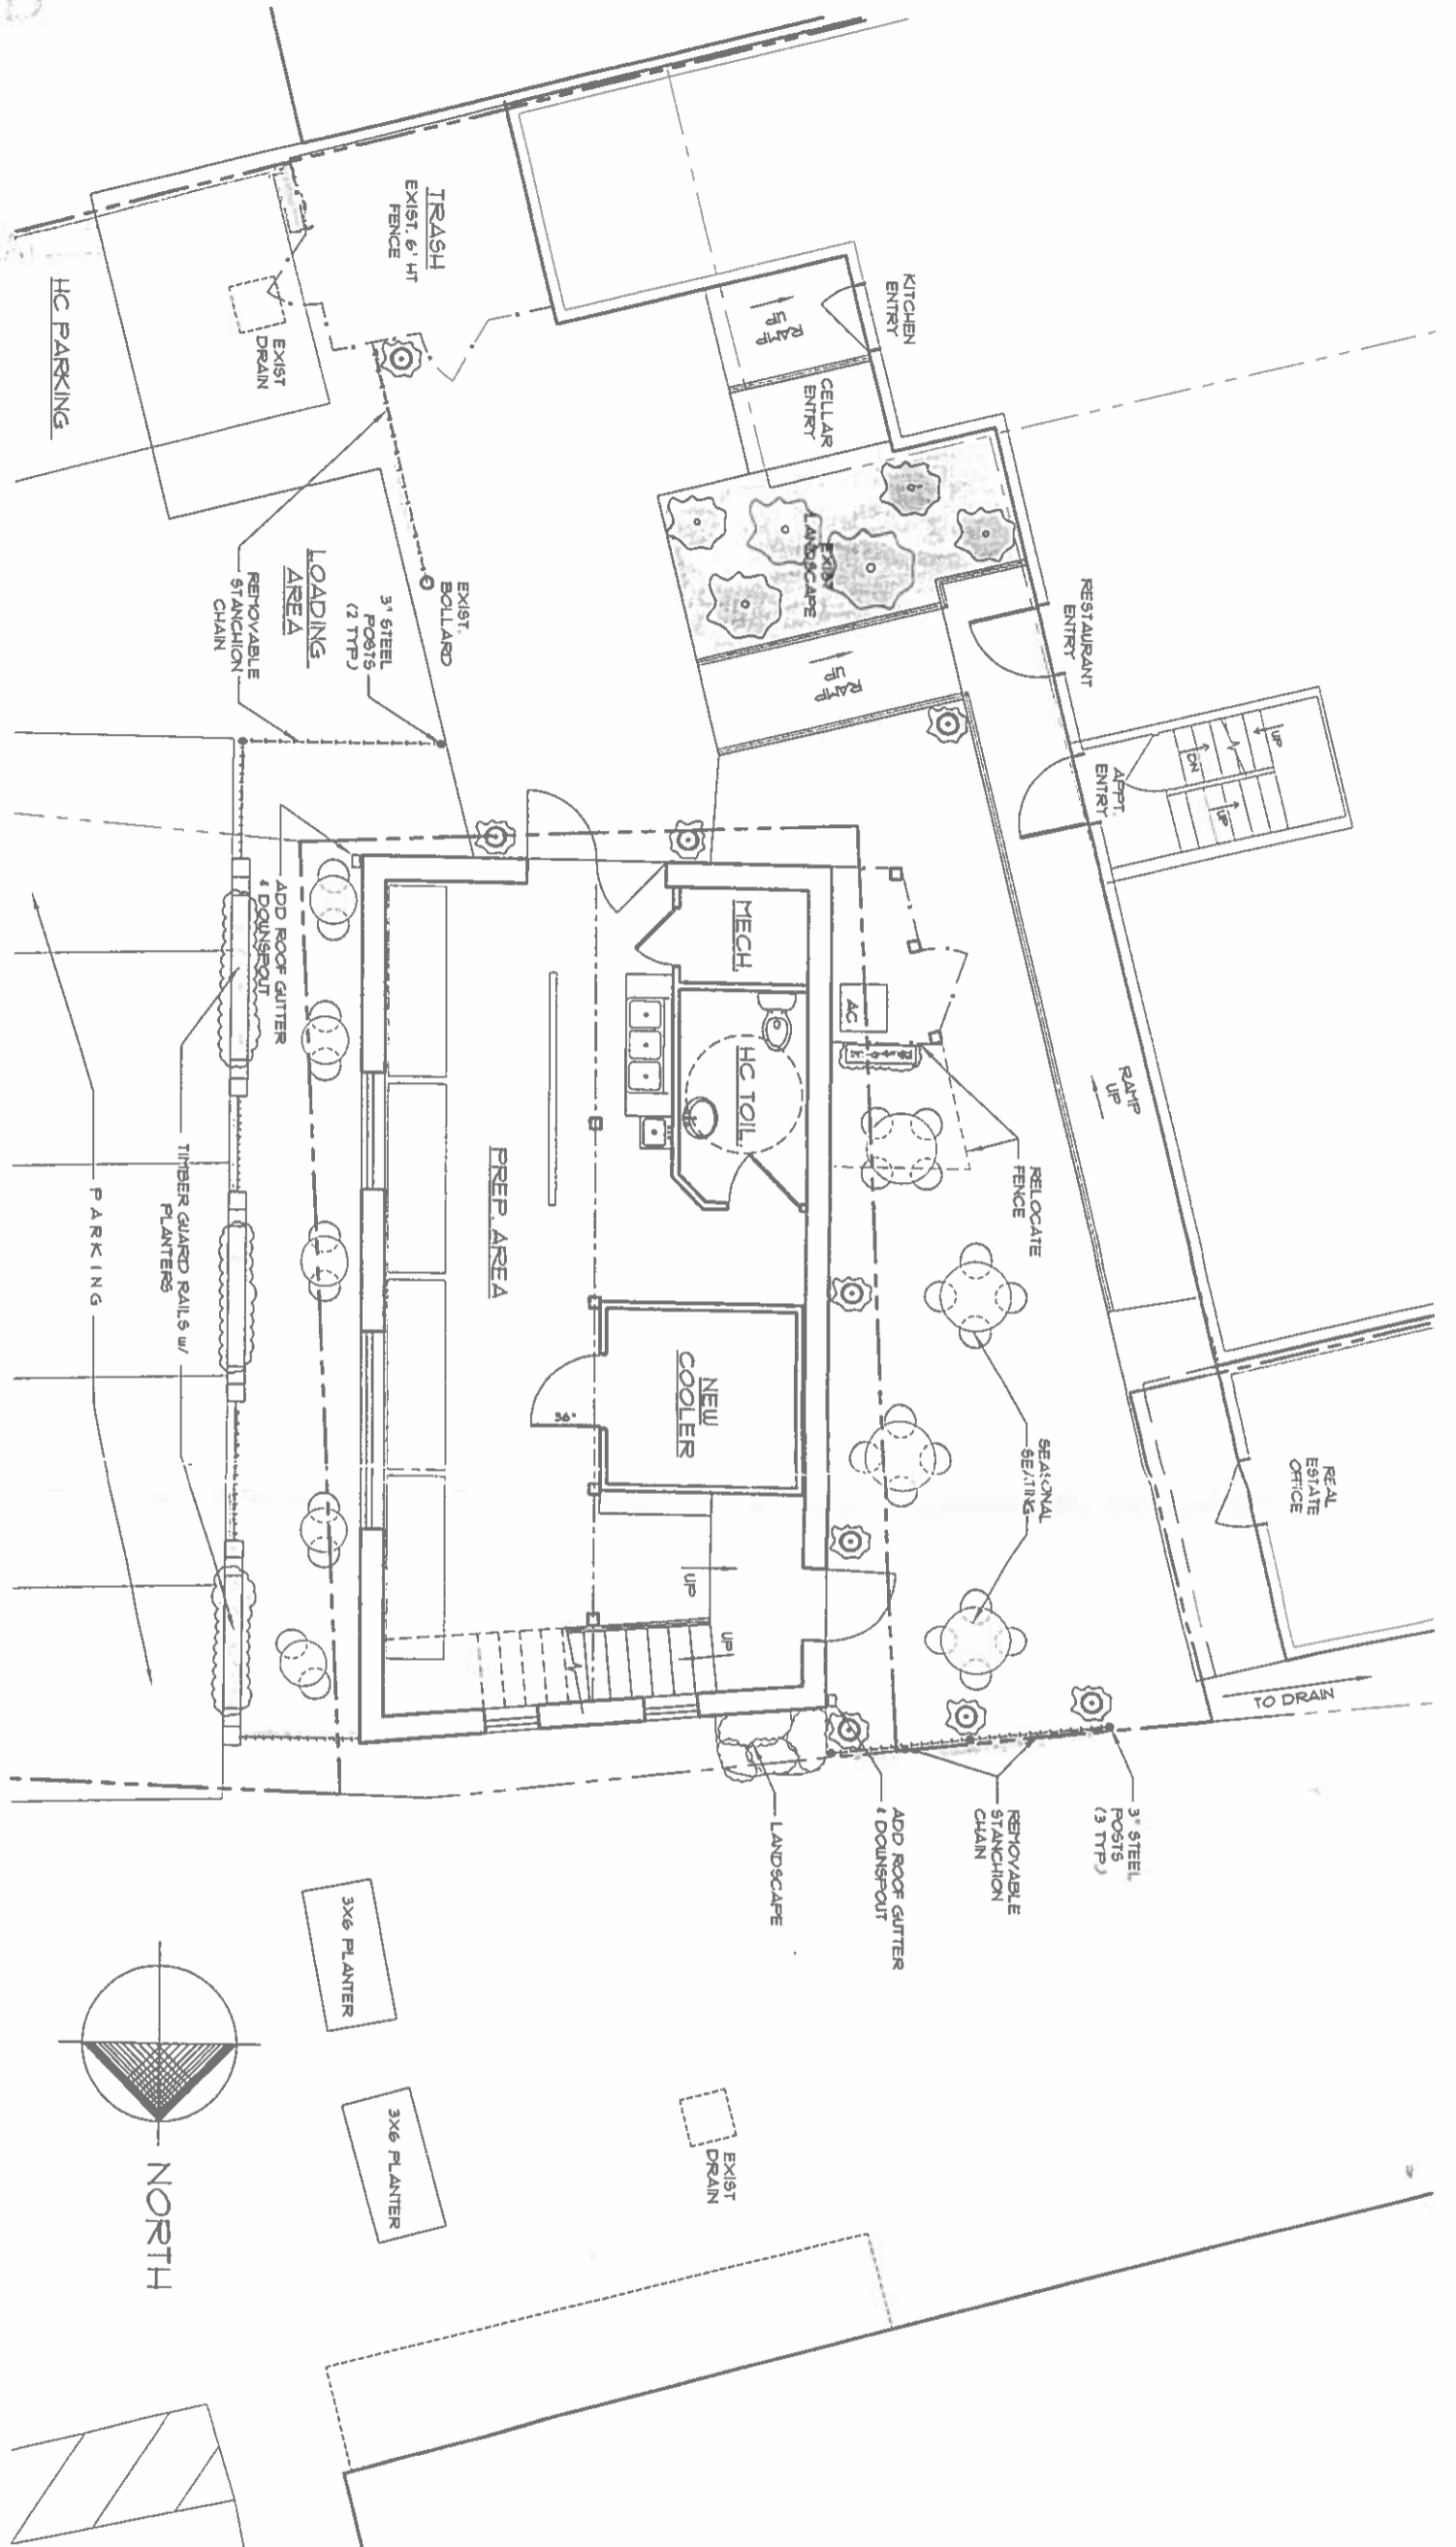 KITCHEN
ENTRY
TRASH
EXIST. 6' HT
FENCE
CELLAR
ENTRY
EXIST
DRAIN
HC PARKING
EXIST
LANDSCAPE
RESTAURANT
ENTRY
EXIST.
BOLLARD
3" STEEL
POSTS
(2 TYP.)
LOADING
AREA
REMOVABLE
STANCHION
CHAIN
UP
DN
UP
APPT.
ENTRY
ADD ROOF GUTTER
& DOWNSPOUT
MECH.
AC
HC TOIL.
RAMP
UP
RELOCATE
FENCE
PREP. AREA
TIMBER GUARD RAILS w/
PLANTERS
PARKING
NEW
COOLER
36"
SEASONAL
SEATING
REAL
ESTATE
OFFICE
UP
UP
TO DRAIN
3" STEEL
POSTS
(3 TYP.)
REMOVABLE
STANCHION
CHAIN
ADD ROOF GUTTER
& DOWNSPOUT
LANDSCAPE
3X6 PLANTER
3X6 PLANTER
EXIST
DRAIN
NORTH